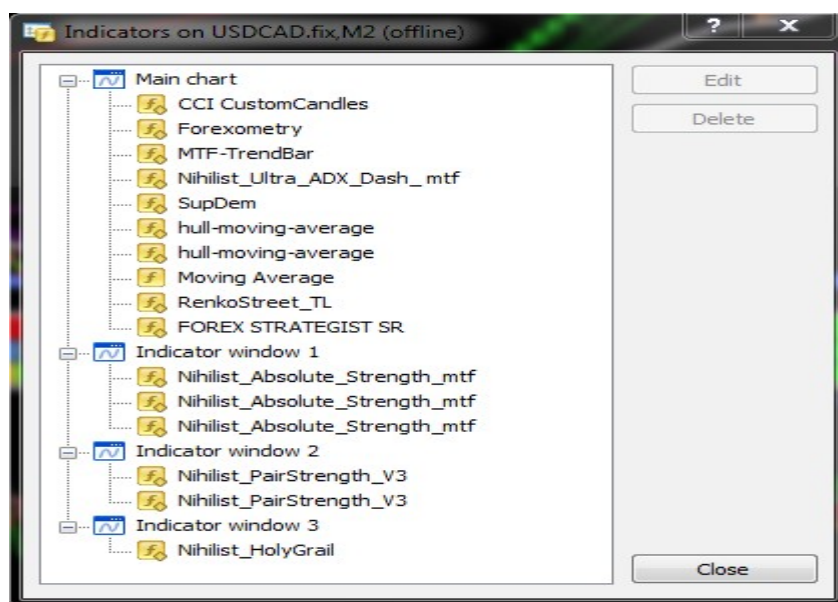 Indicators on USDCAD.fix,M2 (offline)
? x
Main chart
CCI CustomCandles
Forexometry
MTF-TrendBar
Nihilist_Ultra_ADX_Dash_ mtf
SupDem
hull-moving-average
hull-moving-average
Moving Average
RenkoStreet_TL
FOREX STRATEGIST SR
Indicator window 1
Nihilist_Absolute_Strength_mtf
Nihilist_Absolute_Strength_mtf
Nihilist_Absolute_Strength_mtf
Indicator window 2
Nihilist_PairStrength_V3
Nihilist_PairStrength_V3
Indicator window 3
Nihilist_HolyGrail
Edit
Delete
Close